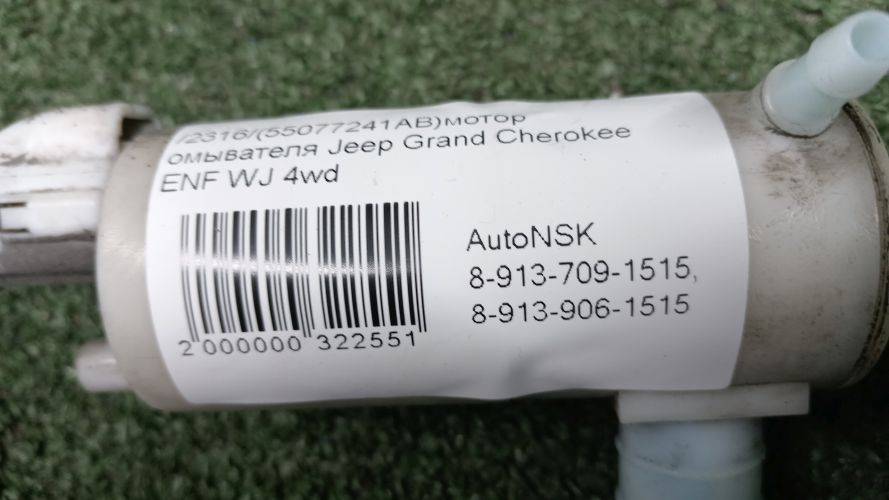 /2316/(55077241AB)мотор
омывателя Jeep Grand Cherokee
ENF WJ 4wd
AutoNSK
8-913-709-1515,
8-913-906-1515
2 000000 322551